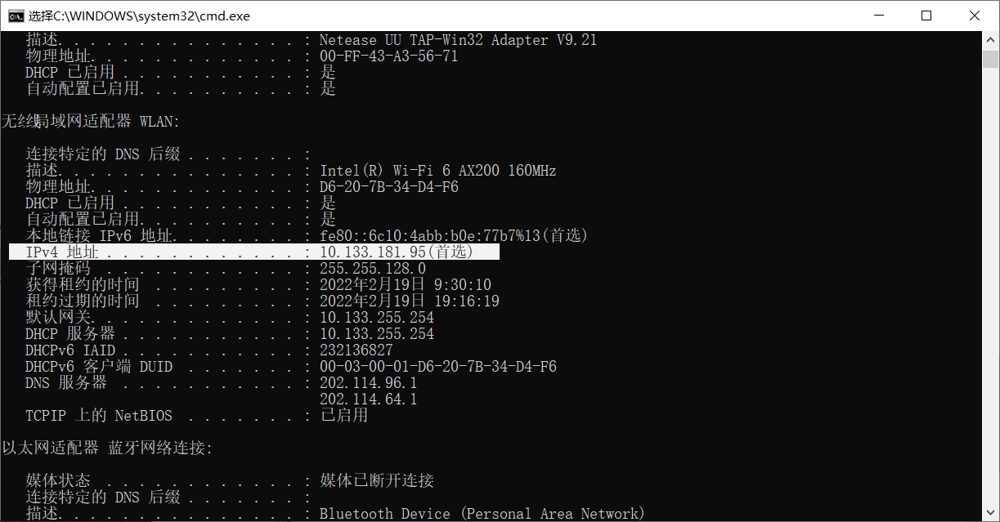 选择C:\WINDOWS\system32\cmd.exe
描述. . . . . . . . . . . . . . . : Netease UU TAP-Win32 Adapter V9.21
物理地址. . . . . . . . . . . . . : 00-FF-43-A3-56-71
DHCP 已启用 . . . . . . . . . . . : 是
自动配置已启用. . . . . . . . . . : 是
无线局域网适配器 WLAN:
连接特定的 DNS 后缀 . . . . . . . :
描述. . . . . . . . . . . . . . . : Intel(R) Wi-Fi 6 AX200 160MHz
物理地址. . . . . . . . . . . . . : D6-20-7B-34-D4-F6
DHCP 已启用 . . . . . . . . . . . : 是
自动配置已启用. . . . . . . . . . : 是
本地链接 IPv6 地址. . . . . . . . : fe80::6c10:4abb:b0e:77b7%13(首选)
IPv4 地址 . . . . . . . . . . . . : 10.133.181.95(首选)
子网掩码  . . . . . . . . . . . . : 255.255.128.0
获得租约的时间  . . . . . . . . . : 2022年2月19日 9:30:10
租约过期的时间  . . . . . . . . . : 2022年2月19日 19:16:19
默认网关. . . . . . . . . . . . . : 10.133.255.254
DHCP 服务器 . . . . . . . . . . . : 10.133.255.254
DHCPv6 IAID . . . . . . . . . . . : 232136827
DHCPv6 客户端 DUID  . . . . . . . : 00-03-00-01-D6-20-7B-34-D4-F6
DNS 服务器  . . . . . . . . . . . : 202.114.96.1
202.114.64.1
TCPIP 上的 NetBIOS  . . . . . . . : 已启用
以太网适配器 蓝牙网络连接:
媒体状态  . . . . . . . . . . . . : 媒体已断开连接
连接特定的 DNS 后缀 . . . . . . . :
描述. . . . . . . . . . . . . . . : Bluetooth Device (Personal Area Network)